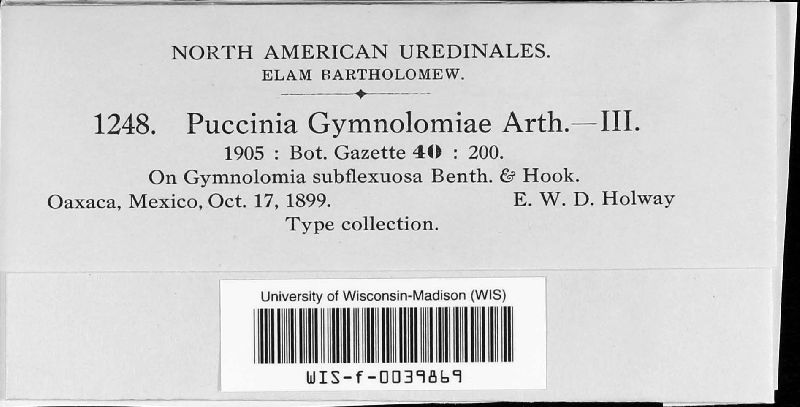 NORTH AMERICAN UREDINALES.
ELAM BARTHOLOMEW.
1248. Puccinia Gymnolomiae Arth.—III.
1905 : Bot. Gazette 40 : 200.
On Gymnolomia subflexuosa Benth. & Hook.
Oaxaca, Mexico, Oct. 17, 1899. E. W. D. Holway
Type collection.
University of Wisconsin-Madison (WIS)
WIS-f-0039869